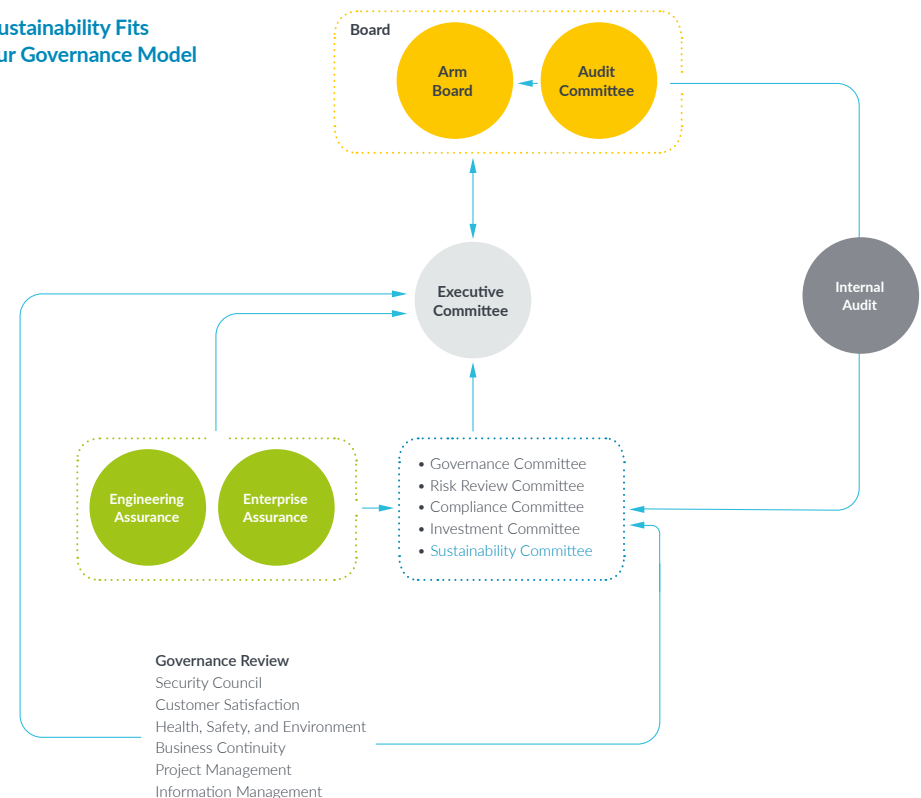 ustainability Fits
ur Governance Model
Board
Arm
Board
Audit
Committee
Executive
Committee
Internal
Audit
Engineering
Assurance
Enterprise
Assurance
• Governance Committee
• Risk Review Committee
• Compliance Committee
• Investment Committee
• Sustainability Committee
Governance Review
Security Council
Customer Satisfaction
Health, Safety, and Environment
Business Continuity
Project Management
Information Management